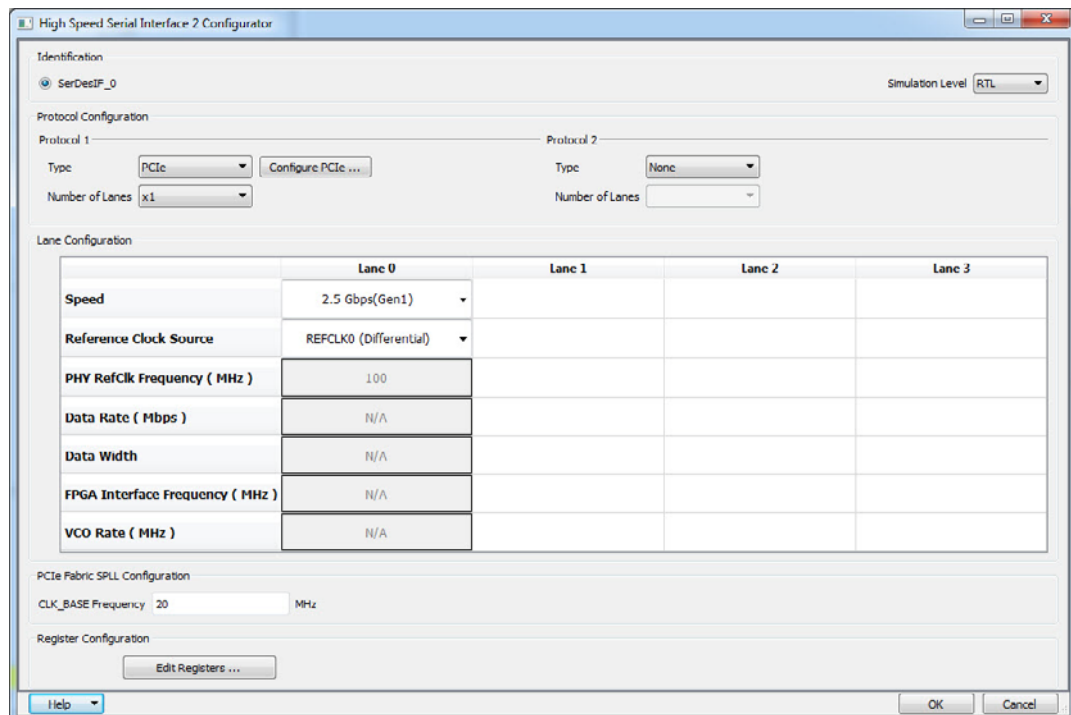 High Speed Serial Interface 2 Configurator
Identification
SerDesIF_0
Simulation Level RTL
Protocol Configuration
Protocol 1 Protocol 2
Type PCIe Configure PCIe ... Type None
Number of Lanes x1 Number of Lanes
Lane Configuration
Lane 0 Lane 1 Lane 2 Lane 3
Speed 2.5 Gbps(Gen1)
Reference Clock Source REFCLK0 (Differential)
PHY RefClk Frequency ( MHz ) 100
Data Rate ( Mbps ) N/A
Data Width N/A
FPGA Interface Frequency ( MHz ) N/A
VCO Rate ( MHz ) N/A
PCIe Fabric SPLL Configuration
CLK_BASE Frequency 20 MHz
Register Configuration
Edit Registers ...
Help OK Cancel